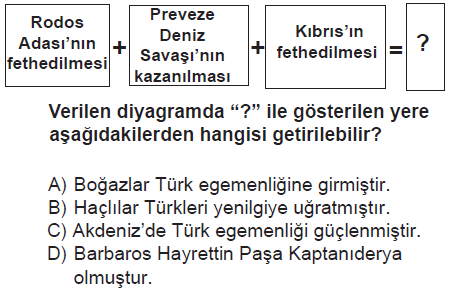 Rodos
Adası’nın
fethedilmesi
+
Preveze
Deniz
Savaşı’nın
kazanılması
+
Kıbrıs’ın
fethedilmesi
=
?
Verilen diyagramda “?” ile gösterilen yere
aşağıdakilerden hangisi getirilebilir?
A) Boğazlar Türk egemenliğine girmiştir.
B) Haçlılar Türkleri yenilgiye uğratmıştır.
C) Akdeniz’de Türk egemenliği güçlenmiştir.
D) Barbaros Hayrettin Paşa Kaptanıderya
olmuştur.